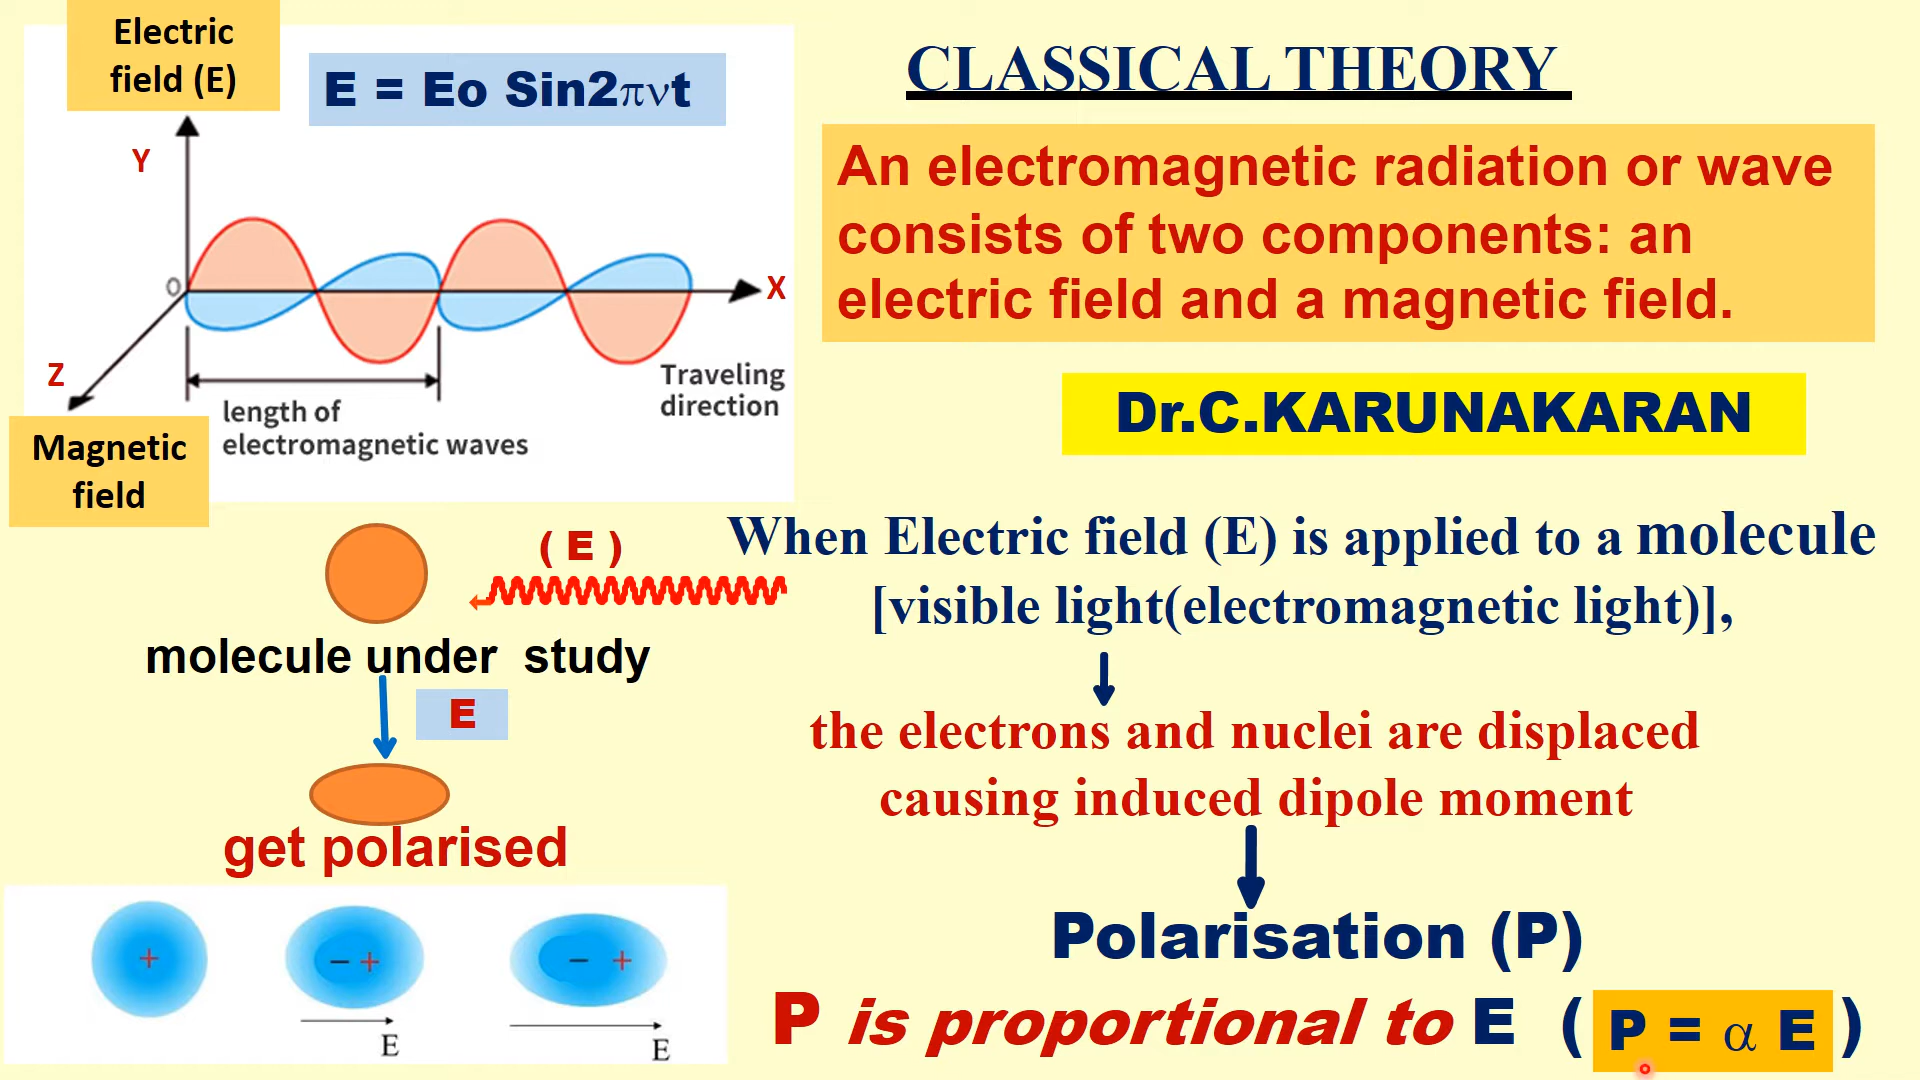 Electric
field (E)
E = Eo Sin2πνt
Y
O
X
Z
length of
electromagnetic waves
Traveling
direction
Magnetic
field
CLASSICAL THEORY
An electromagnetic radiation or wave
consists of two components: an
electric field and a magnetic field.
Dr.C.KARUNAKARAN
( E )
molecule under study
E
get polarised
+
− +
− +
E
E
When Electric field (E) is applied to a molecule
[visible light(electromagnetic light)],
the electrons and nuclei are displaced
causing induced dipole moment
Polarisation (P)
P is proportional to E ( P = α E )